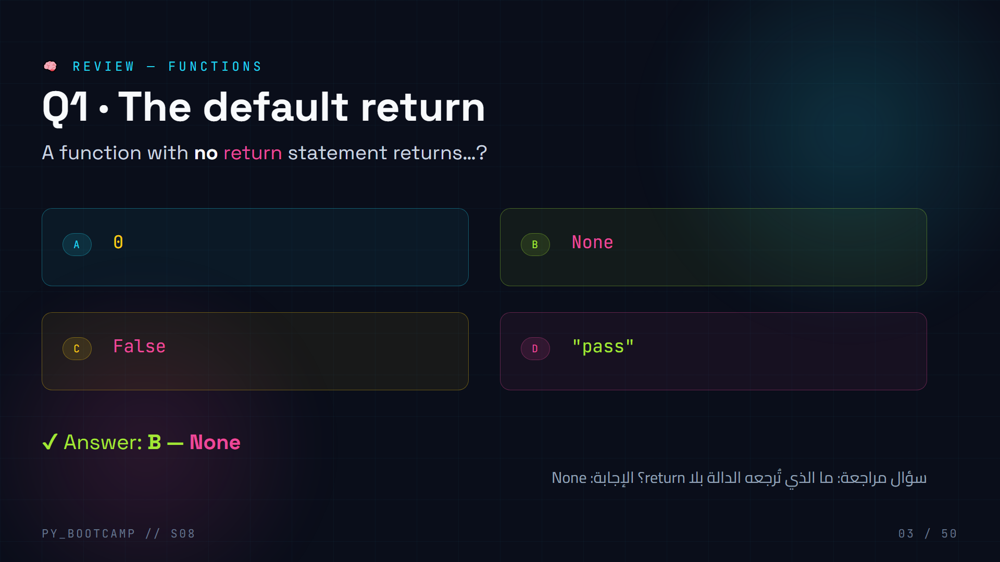 🧠 REVIEW — FUNCTIONS
Q1 · The default return
A function with no return statement returns...?
A 0
B None
C False
D "pass"
✓ Answer: B — None
سؤال مراجعة: ما الذي تُرجعه الدالة بلا return؟ الإجابة: None
PY_BOOTCAMP // S08
03 / 50